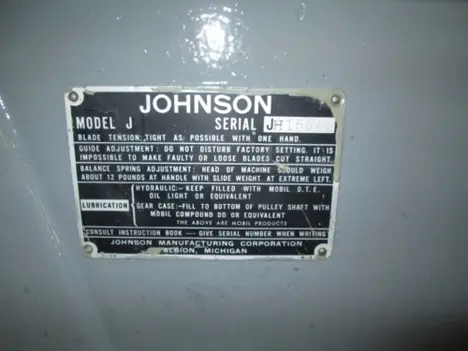 JOHNSON
MODEL J SERIAL
BLADE TENSION: TIGHT AS POSSIBLE WITH ONE HAND.
GUIDE ADJUSTMENT: DO NOT DISTURB FACTORY SETTING. IT IS
IMPOSSIBLE TO MAKE FAULTY OR LOOSE BLADES CUT STRAIGHT.
BALANCE SPRING ADJUSTMENT: HEAD OF MACHINE SHOULD WEIGH
ABOUT 12 POUNDS AT HANDLE WITH SLIDE WEIGHT AT EXTREME LEFT.
LUBRICATION
HYDRAULIC:-KEEP FILLED WITH MOBIL D.T.E.
OIL LIGHT OR EQUIVALENT
GEAR CASE:-FILL TO BOTTOM OF PULLEY SHAFT WITH
MOBIL COMPOUND DD OR EQUIVALENT
THE ABOVE ARE MOBIL PRODUCTS
CONSULT INSTRUCTION BOOK — GIVE SERIAL NUMBER WHEN WRITING
JOHNSON MANUFACTURING CORPORATION
ALBION, MICHIGAN